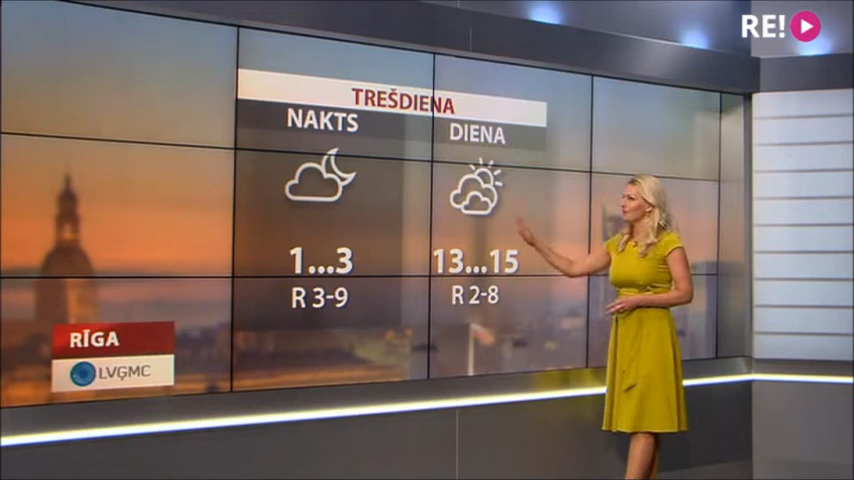 RE!
TREŠDIENA
NAKTS
DIENA
1...3
13...15
R 3-9
R 2-8
RĪGA
LVĢMC